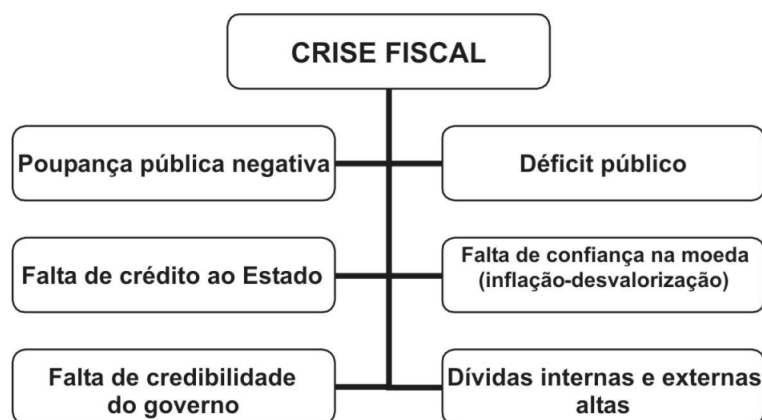 CRISE FISCAL
Poupança pública negativa
Déficit público
Falta de crédito ao Estado
Falta de confiança na moeda
(inflação-desvalorização)
Falta de credibilidade
do governo
Dívidas internas e externas
altas